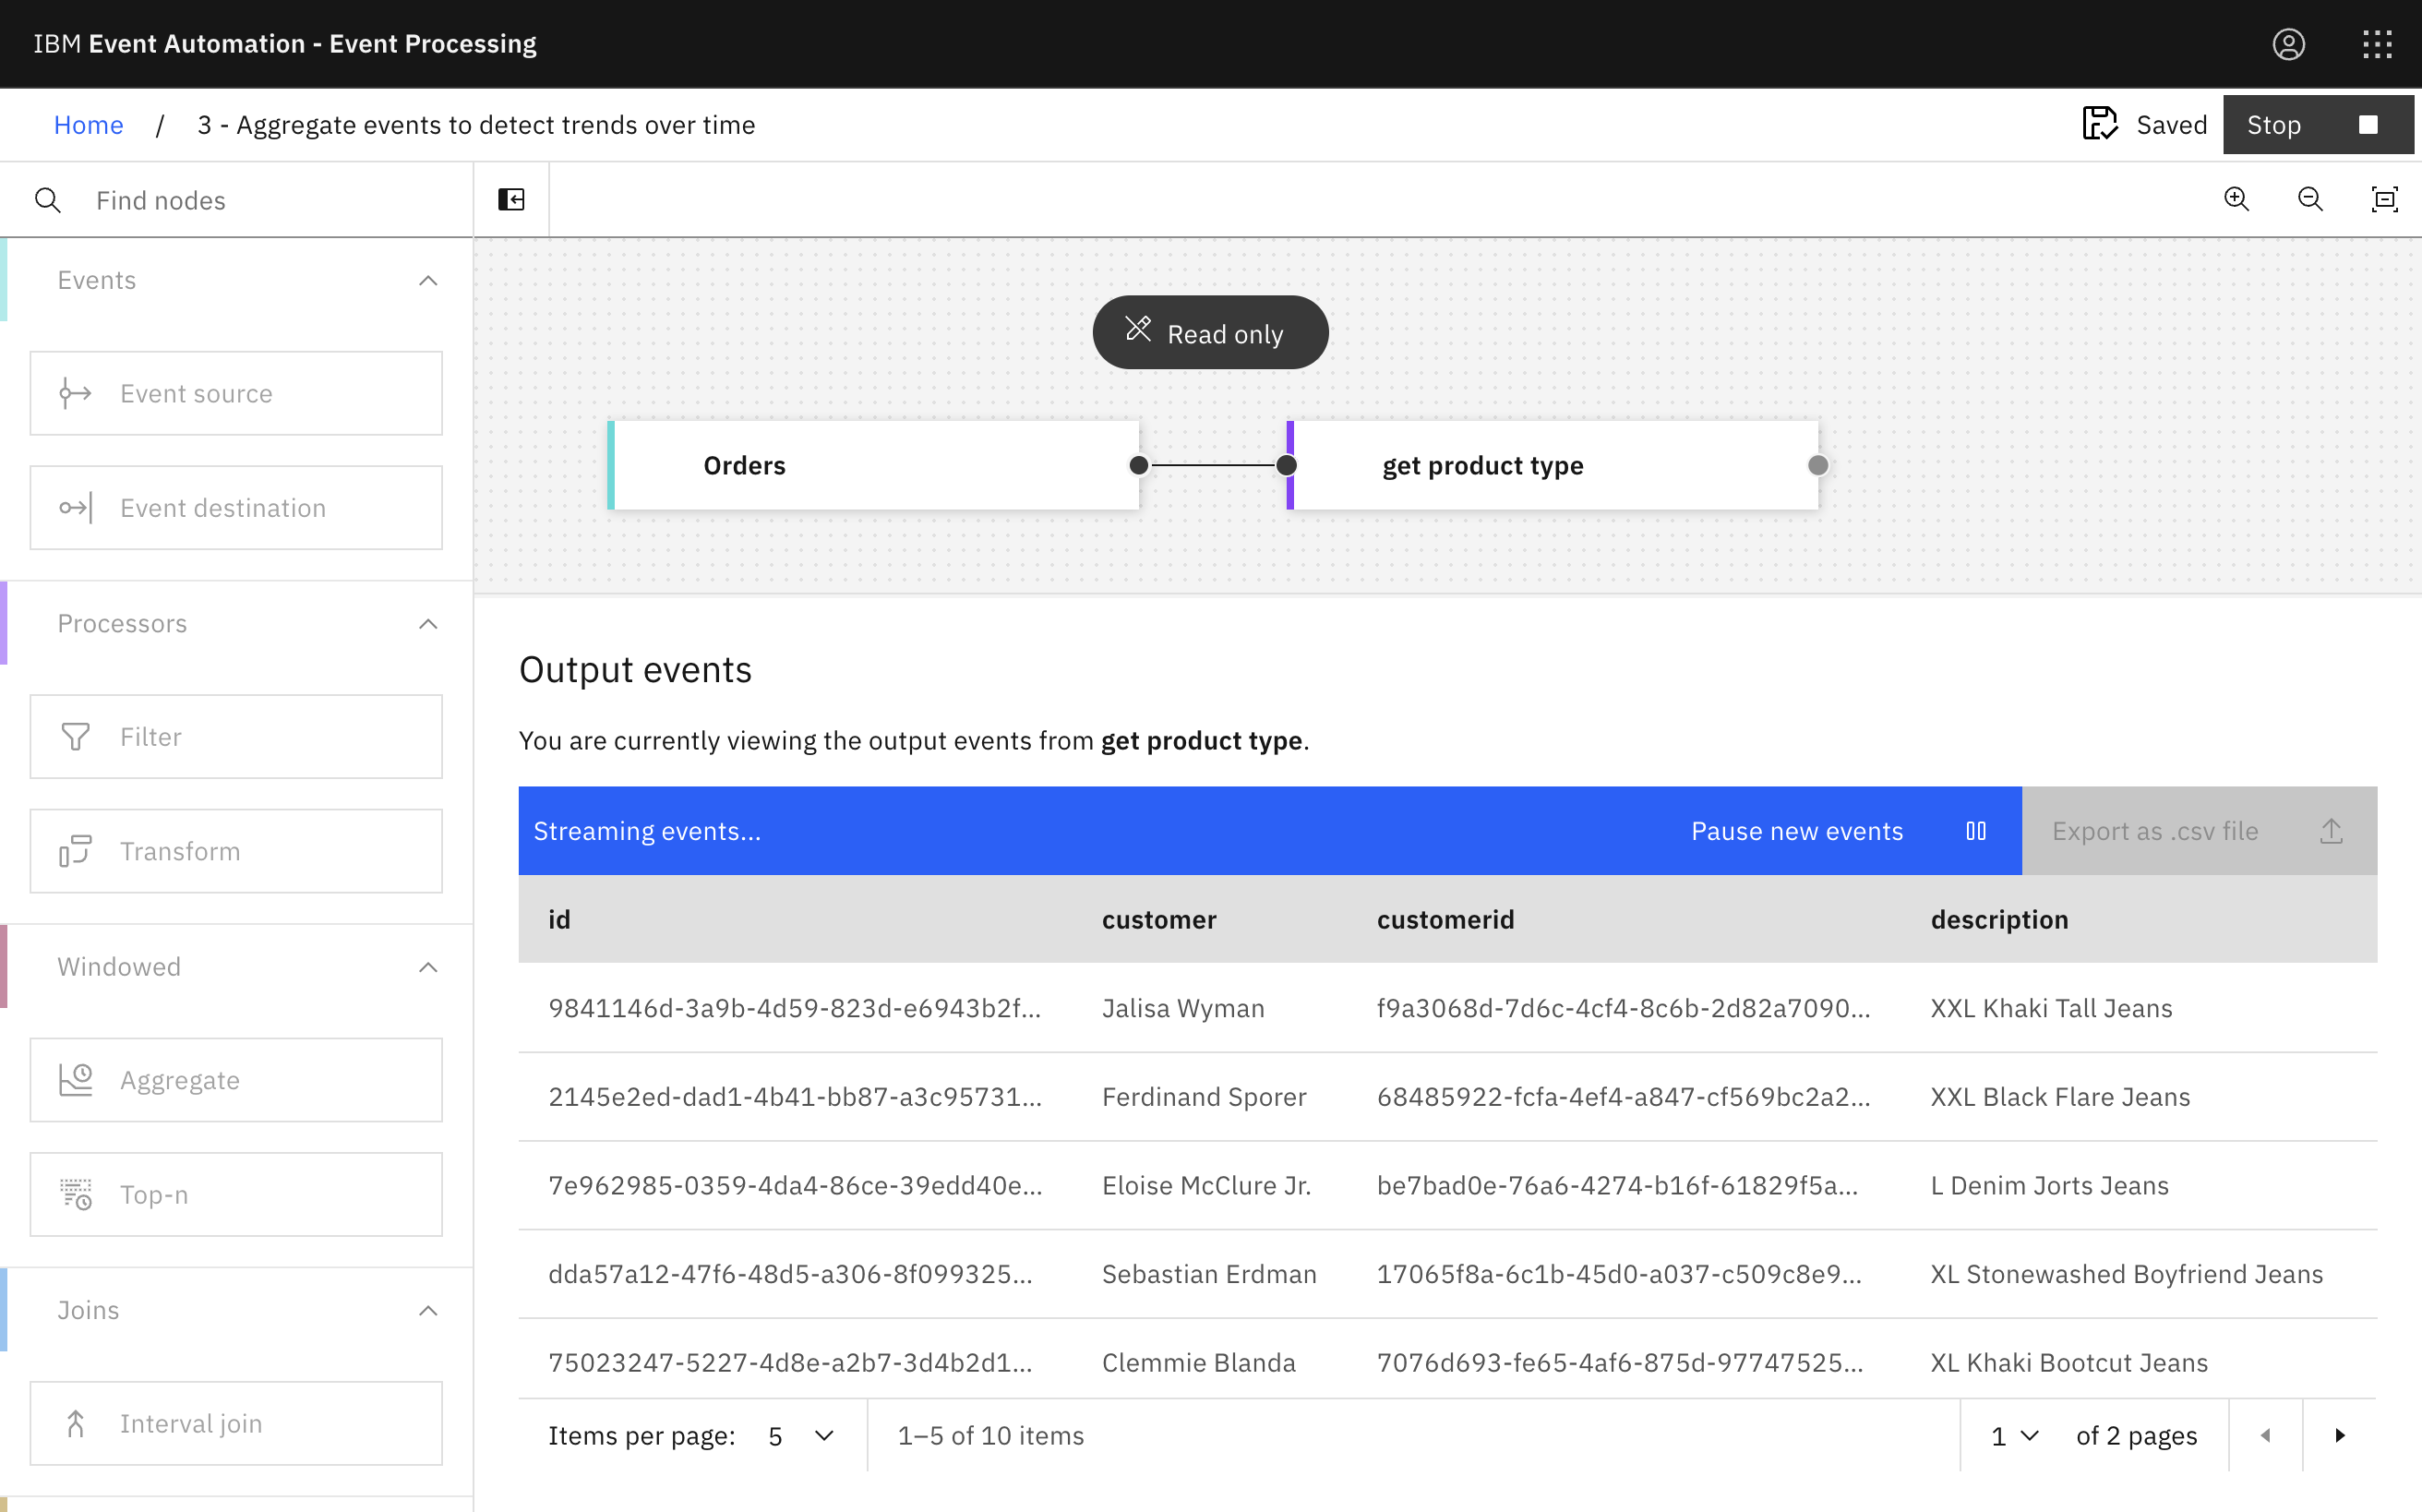 IBM Event Automation - Event Processing
Home / 3 - Aggregate events to detect trends over time
Saved
Stop
Find nodes
Events
Event source
Event destination
Processors
Filter
Transform
Windowed
Aggregate
Top-n
Joins
Interval join
Read only
Orders
get product type
Output events
You are currently viewing the output events from get product type.
Streaming events...
Pause new events
Export as .csv file
id customer customerid description
9841146d-3a9b-4d59-823d-e6943b2f... Jalisa Wyman f9a3068d-7d6c-4cf4-8c6b-2d82a7090... XXL Khaki Tall Jeans
2145e2ed-dad1-4b41-bb87-a3c95731... Ferdinand Sporer 68485922-fcfa-4ef4-a847-cf569bc2a2... XXL Black Flare Jeans
7e962985-0359-4da4-86ce-39edd40e... Eloise McClure Jr. be7bad0e-76a6-4274-b16f-61829f5a... L Denim Jorts Jeans
dda57a12-47f6-48d5-a306-8f099325... Sebastian Erdman 17065f8a-6c1b-45d0-a037-c509c8e9... XL Stonewashed Boyfriend Jeans
75023247-5227-4d8e-a2b7-3d4b2d1... Clemmie Blanda 7076d693-fe65-4af6-875d-97747525... XL Khaki Bootcut Jeans
Items per page: 5 1–5 of 10 items 1 of 2 pages